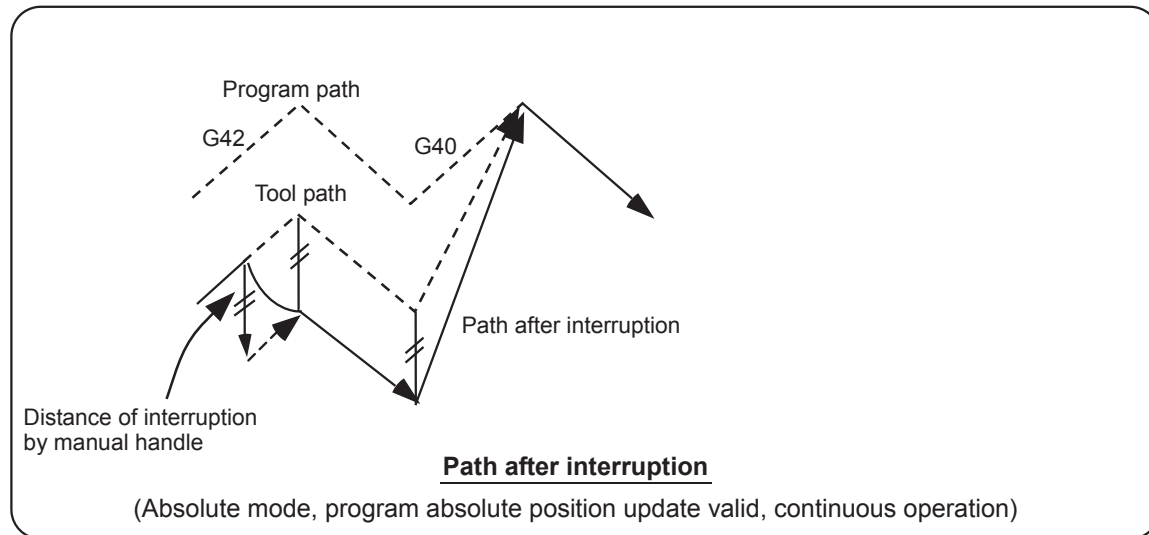 Program path
G42
G40
Tool path
Path after interruption
Distance of interruption
by manual handle
Path after interruption
(Absolute mode, program absolute position update valid, continuous operation)